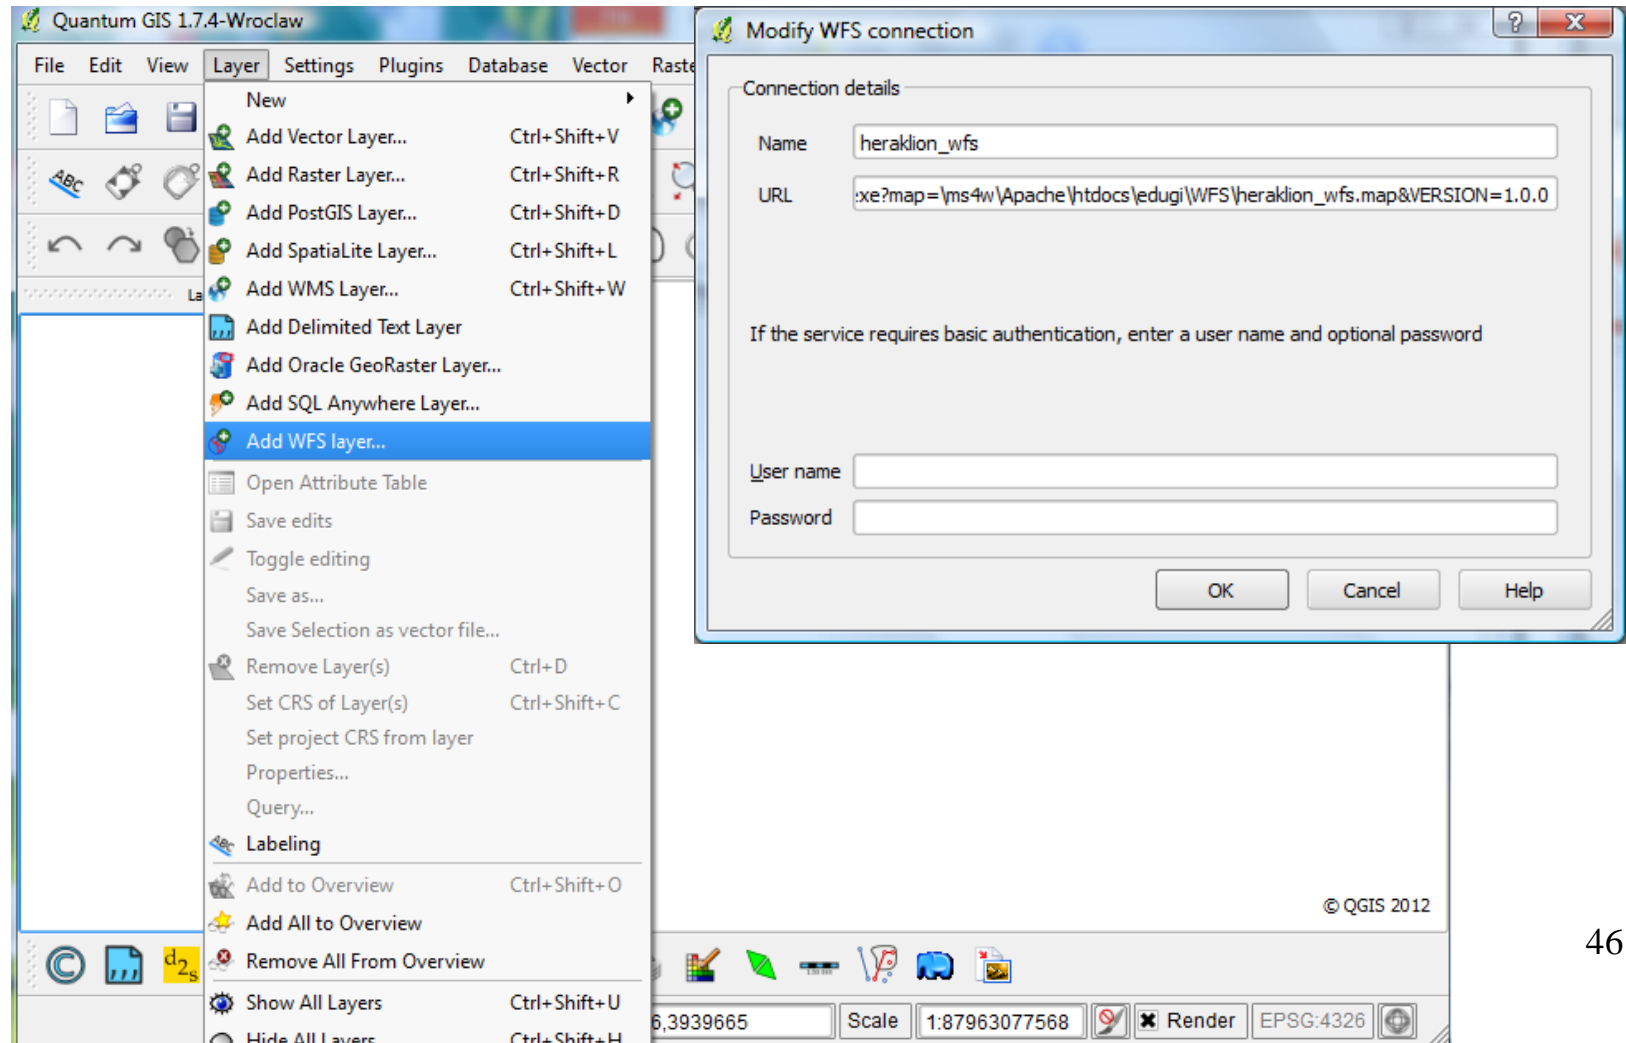 Quantum GIS 1.7.4-Wroclaw
File Edit View Layer Settings Plugins Database Vector Raste
New
Add Vector Layer... Ctrl+Shift+V
Add Raster Layer... Ctrl+Shift+R
Add PostGIS Layer... Ctrl+Shift+D
Add SpatiaLite Layer... Ctrl+Shift+L
Add WMS Layer... Ctrl+Shift+W
Add Delimited Text Layer
Add Oracle GeoRaster Layer...
Add SQL Anywhere Layer...
Add WFS layer...
Open Attribute Table
Save edits
Toggle editing
Save as...
Save Selection as vector file...
Remove Layer(s) Ctrl+D
Set CRS of Layer(s) Ctrl+Shift+C
Set project CRS from layer
Properties...
Query...
Labeling
Add to Overview Ctrl+Shift+O
Add All to Overview
Remove All From Overview
Show All Layers Ctrl+Shift+U
Hide All Layers Ctrl+Shift+H
La
ABC
d2s
Modify WFS connection
Connection details
Name heraklion_wfs
URL :xe?map=\ms4w\Apache\htdocs\edugi\WFS\heraklion_wfs.map&VERSION=1.0.0
If the service requires basic authentication, enter a user name and optional password
User name
Password
OK Cancel Help
© QGIS 2012
46
6,3939665 Scale 1:87963077568 Render EPSG:4326